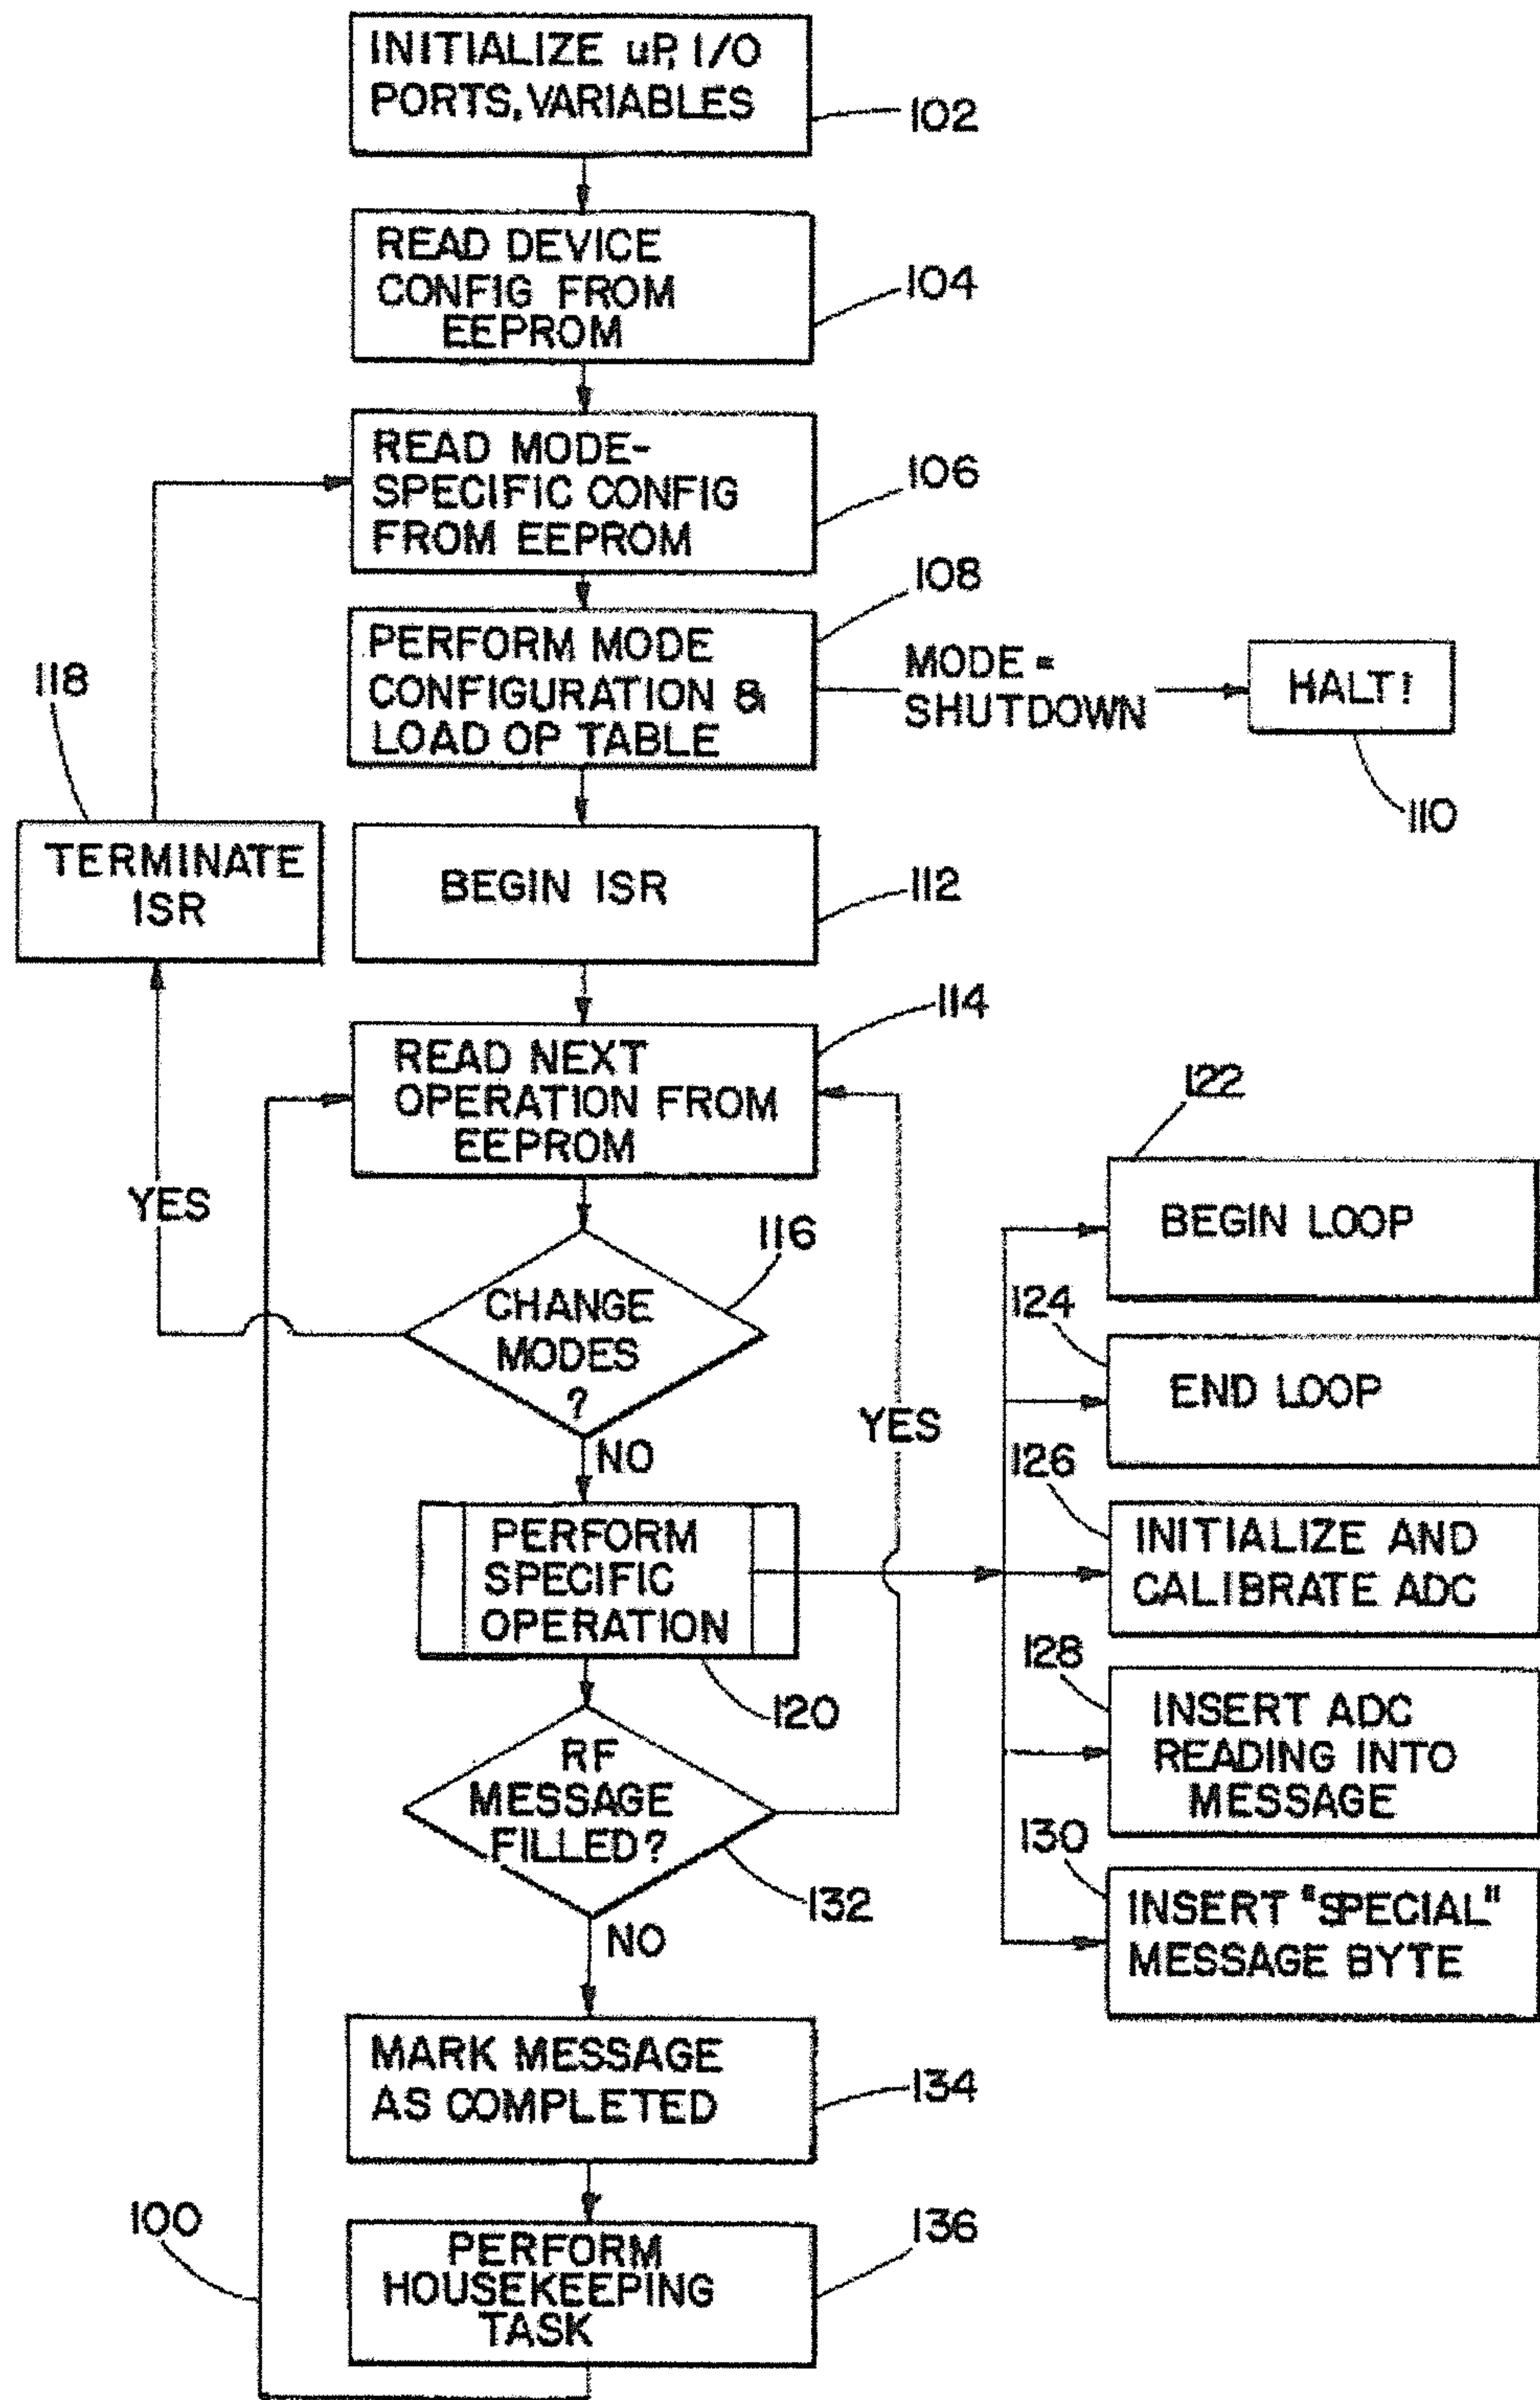 INITIALIZE uP, I/O
PORTS, VARIABLES
102
READ DEVICE
CONFIG FROM
EEPROM
104
READ MODE-
SPECIFIC CONFIG
FROM EEPROM
106
108
PERFORM MODE
CONFIGURATION &
LOAD OP TABLE
MODE =
SHUTDOWN
HALT!
110
118
TERMINATE
ISR
BEGIN ISR
112
114
READ NEXT
OPERATION FROM
EEPROM
YES
116
CHANGE
MODES
?
NO
YES
PERFORM
SPECIFIC
OPERATION
120
122
BEGIN LOOP
124
END LOOP
126
INITIALIZE AND
CALIBRATE ADC
128
INSERT ADC
READING INTO
MESSAGE
130
INSERT "SPECIAL"
MESSAGE BYTE
RF
MESSAGE
FILLED?
132
NO
MARK MESSAGE
AS COMPLETED
134
100
PERFORM
HOUSEKEEPING
TASK
136